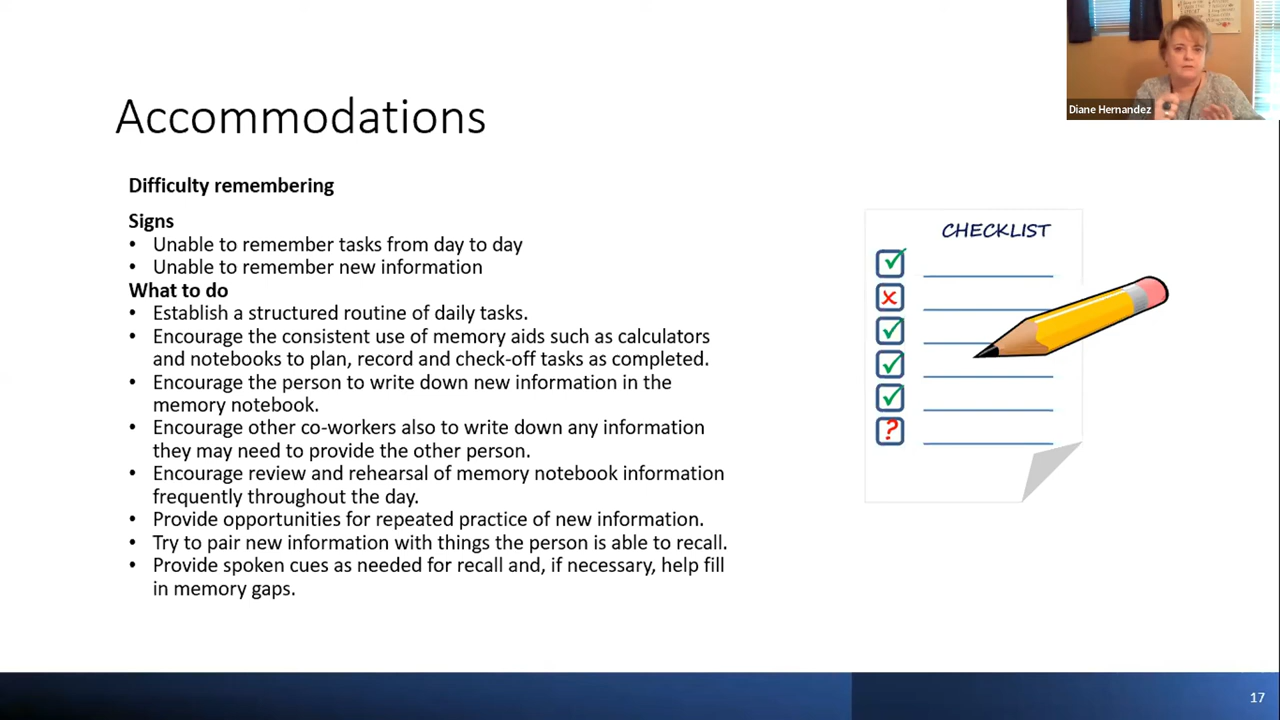 Diane Hernandez
Accommodations
Difficulty remembering
Signs
• Unable to remember tasks from day to day
• Unable to remember new information
What to do
• Establish a structured routine of daily tasks.
• Encourage the consistent use of memory aids such as calculators
and notebooks to plan, record and check-off tasks as completed.
• Encourage the person to write down new information in the
memory notebook.
• Encourage other co-workers also to write down any information
they may need to provide the other person.
• Encourage review and rehearsal of memory notebook information
frequently throughout the day.
• Provide opportunities for repeated practice of new information.
• Try to pair new information with things the person is able to recall.
• Provide spoken cues as needed for recall and, if necessary, help fill
in memory gaps.
CHECKLIST
?
17